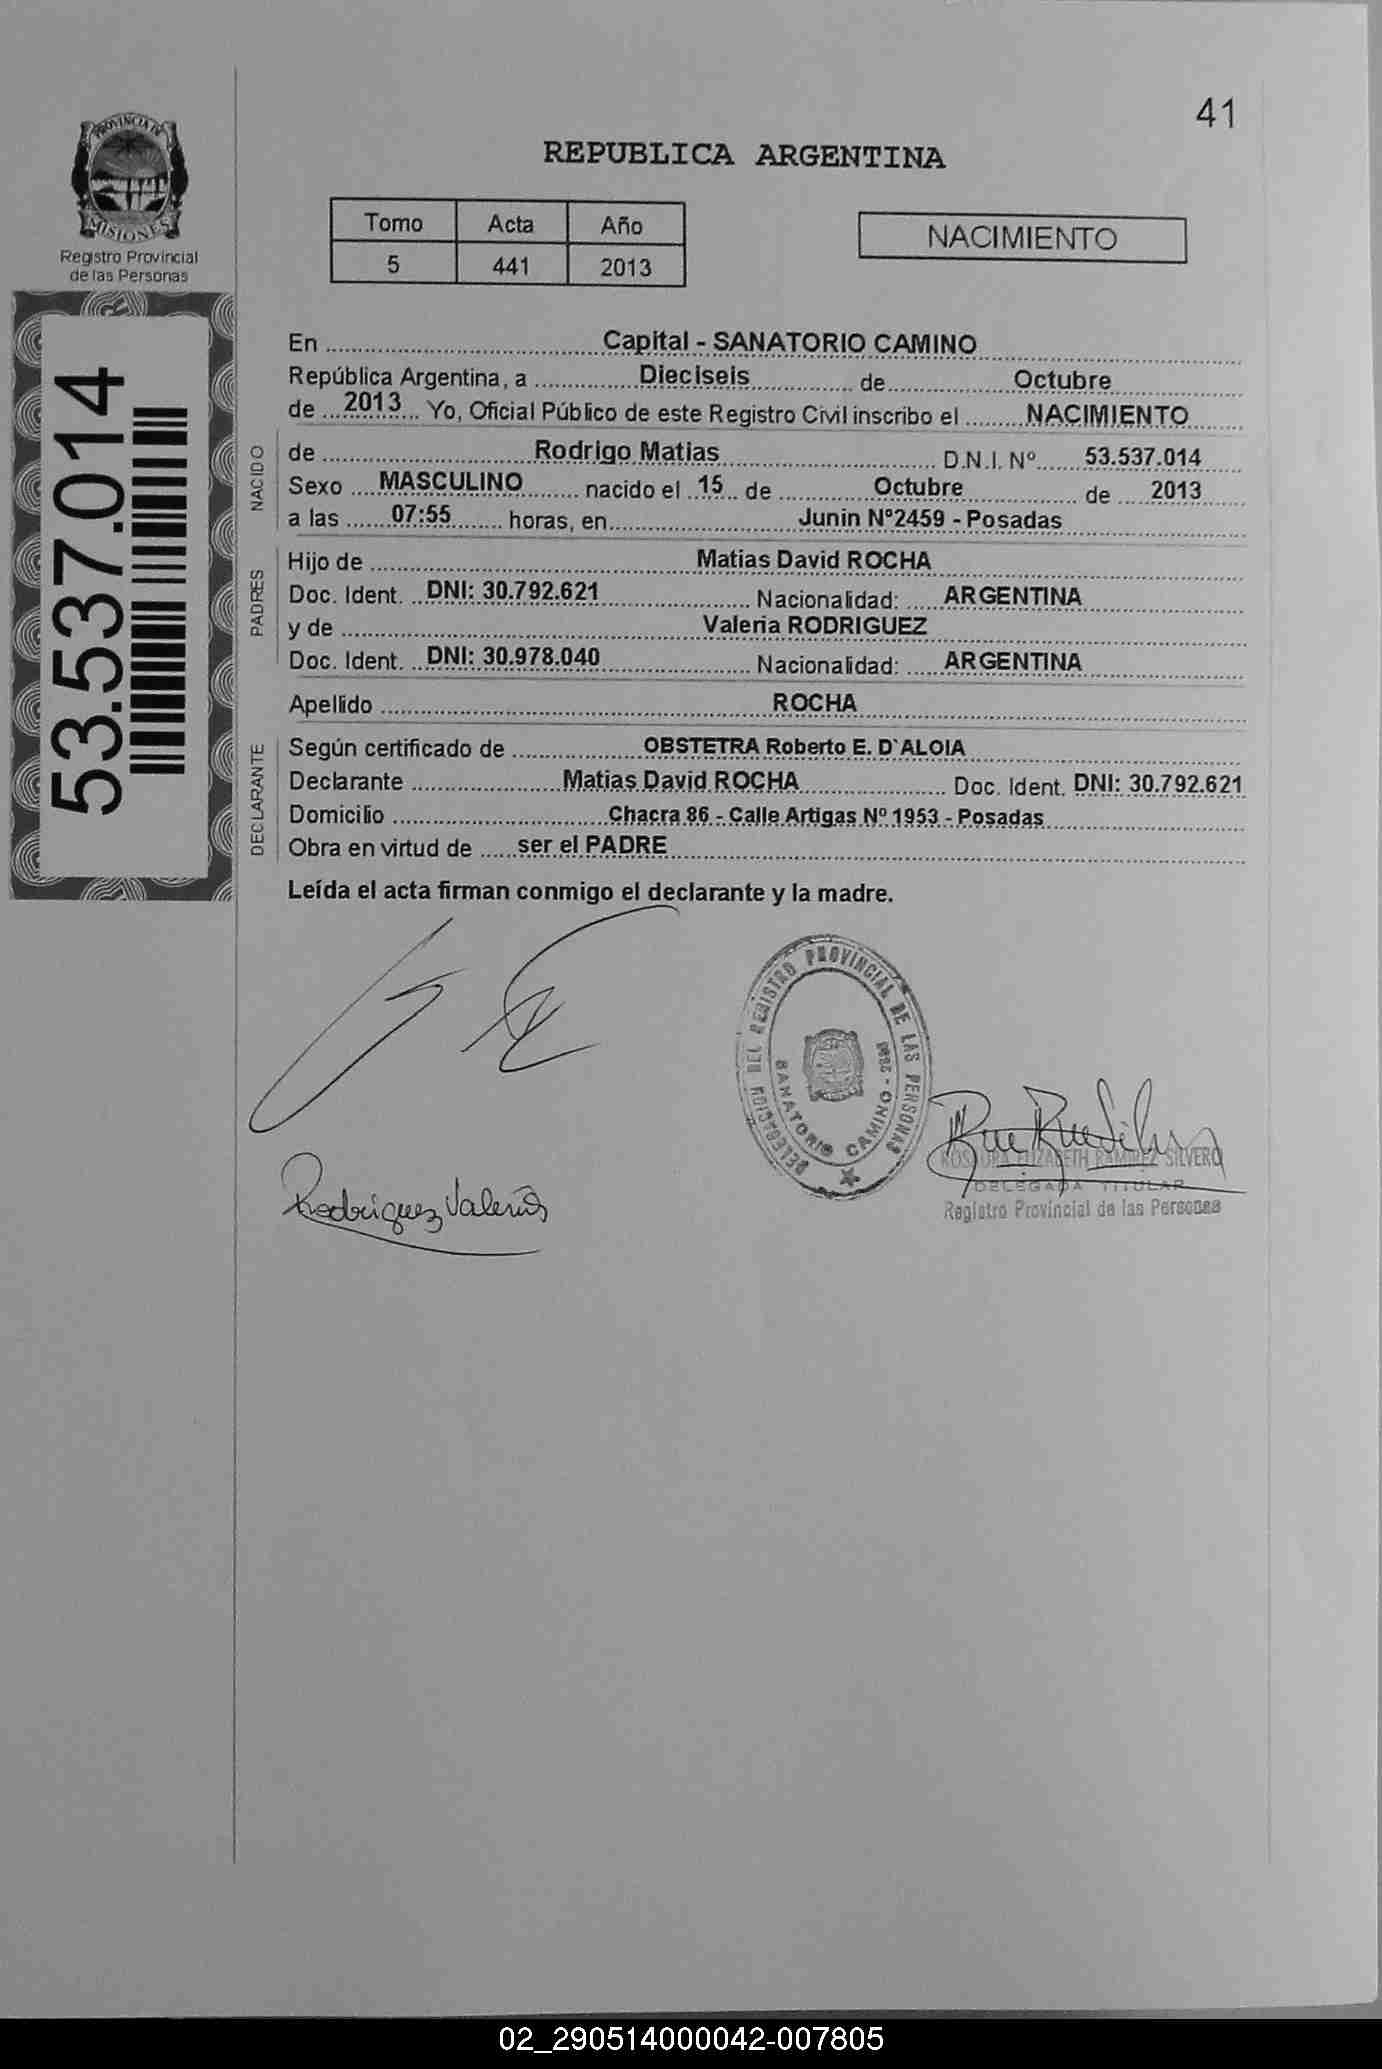 41
REPUBLICA ARGENTINA
PROVINCIA DE
MISIONES
Registro Provincial
de las Personas
Tomo Acta Año
5 441 2013
NACIMIENTO
53.537.014
En Capital - SANATORIO CAMINO
República Argentina, a Dieciseis de Octubre
de 2013 Yo, Oficial Público de este Registro Civil inscribo el NACIMIENTO
NACIDO
de Rodrigo Matias D.N.I. Nº 53.537.014
Sexo MASCULINO nacido el 15 de Octubre de 2013
a las 07:55 horas, en Junin Nº2459 - Posadas
PADRES
Hijo de Matias David ROCHA
Doc. Ident. DNI: 30.792.621 Nacionalidad: ARGENTINA
y de Valeria RODRIGUEZ
Doc. Ident. DNI: 30.978.040 Nacionalidad: ARGENTINA
Apellido ROCHA
DECLARANTE
Según certificado de OBSTETRA Roberto E. D`ALOIA
Declarante Matias David ROCHA Doc. Ident. DNI: 30.792.621
Domicilio Chacra 86 - Calle Artigas Nº 1953 - Posadas
Obra en virtud de ser el PADRE
Leída el acta firman conmigo el declarante y la madre.
DELEGACION DEL REGISTRO PROVINCIAL DE LAS PERSONAS
SANATORIO CAMINO -
Rodriguez Valeria
ELIZABETH RAMIREZ SILVERO
DELEGADA TITULAR
Registro Provincial de las Personas
02_290514000042-007805